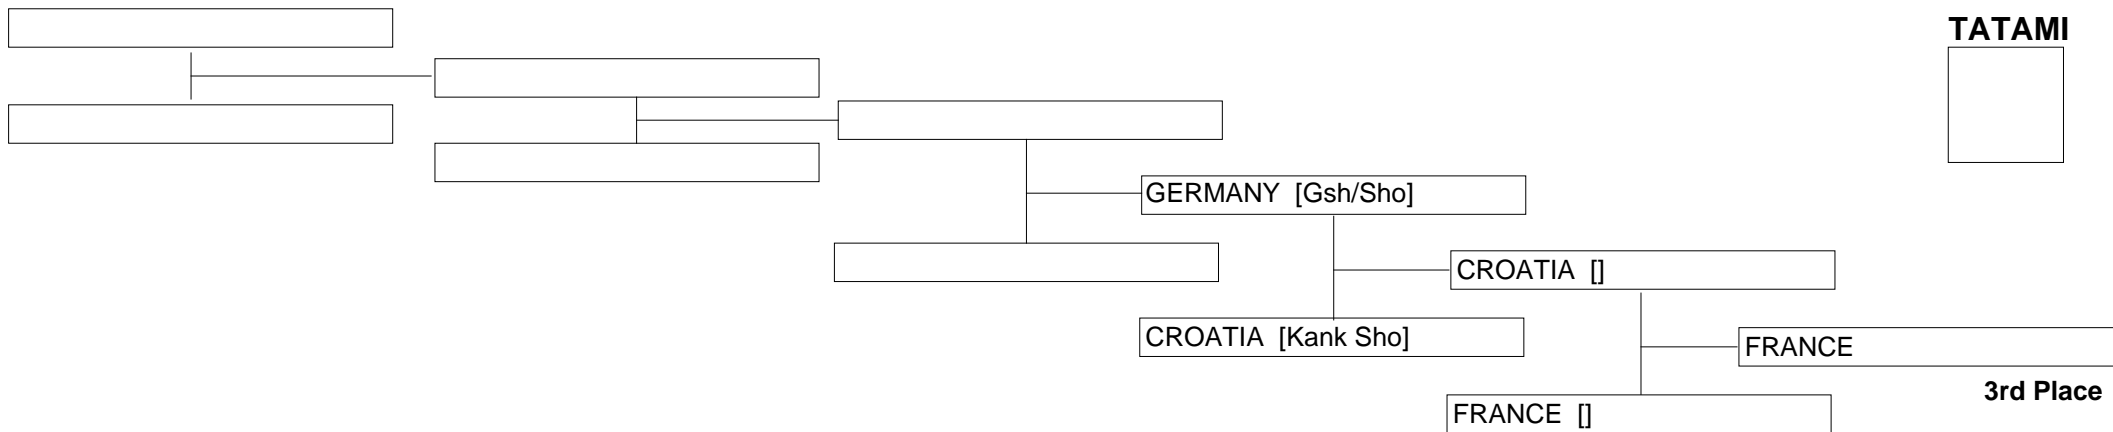 TATAMI
GERMANY [Gsh/Sho]
CROATIA []
CROATIA [Kank Sho]
FRANCE
3rd Place
FRANCE []